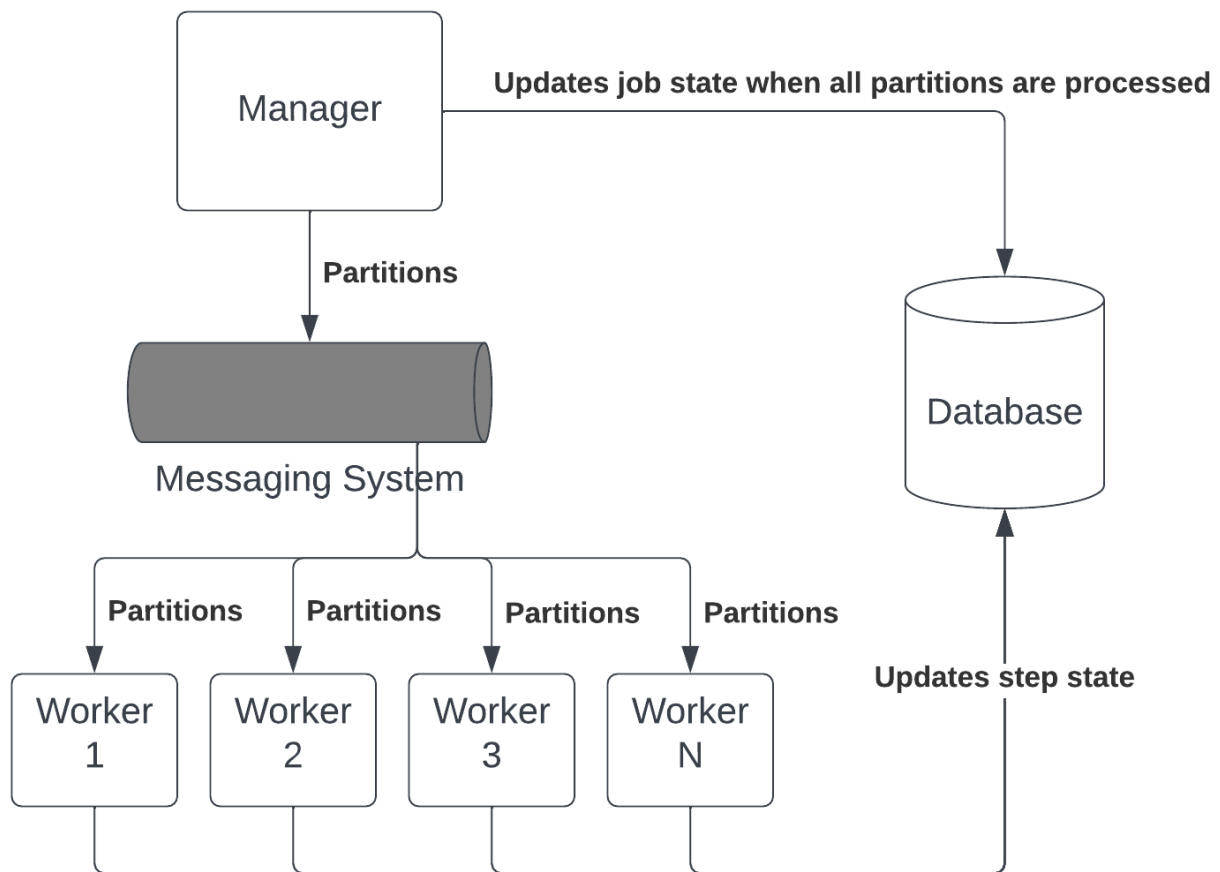 Updates job state when all partitions are processed
Manager
Partitions
Database
Messaging System
Partitions
Partitions
Partitions
Partitions
Updates step state
Worker
1
Worker
2
Worker
3
Worker
N